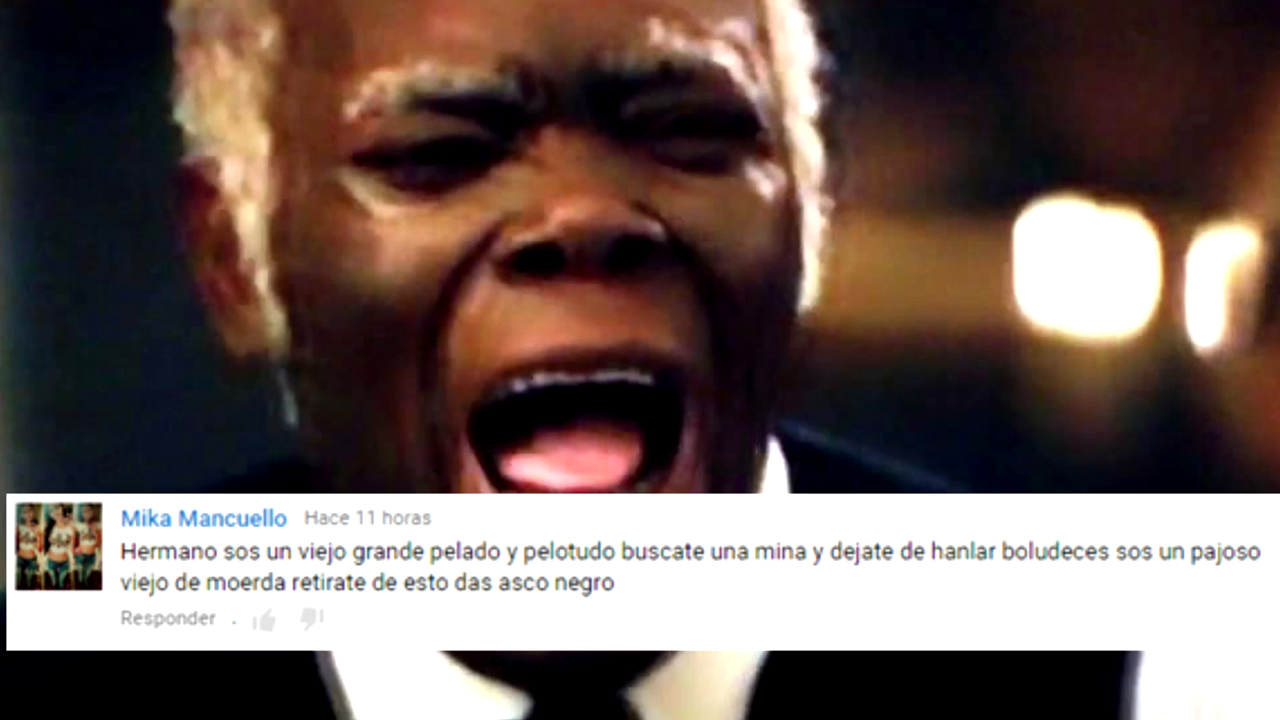 Mika Mancuello Hace 11 horas
Hermano sos un viejo grande pelado y pelotudo buscate una mina y dejate de hanlar boludeces sos un pajoso
viejo de moerda retirate de esto das asco negro
Responder .